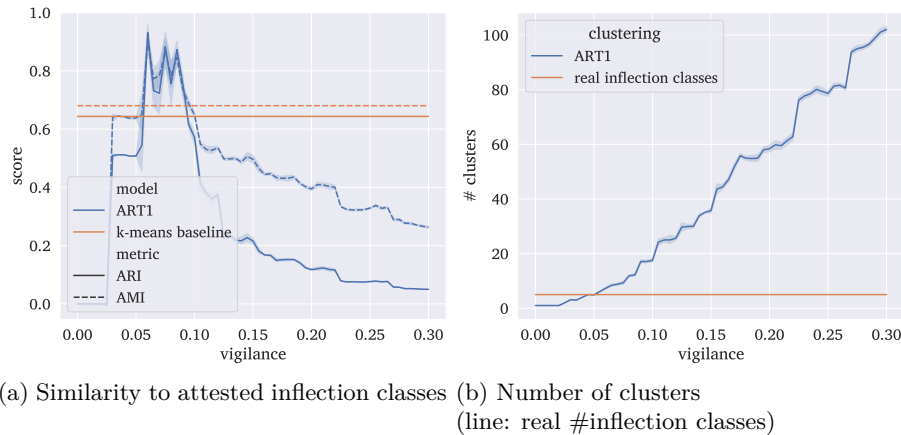 1.0
0.8
0.6
0.4
0.2
0.0
score
model
ART1
k-means baseline
metric
ARI
AMI
0.00 0.05 0.10 0.15 0.20 0.25 0.30
vigilance
100
80
60
40
20
0
# clusters
clustering
ART1
real inflection classes
0.00 0.05 0.10 0.15 0.20 0.25 0.30
vigilance
(a) Similarity to attested inflection classes
(b) Number of clusters
(line: real #inflection classes)